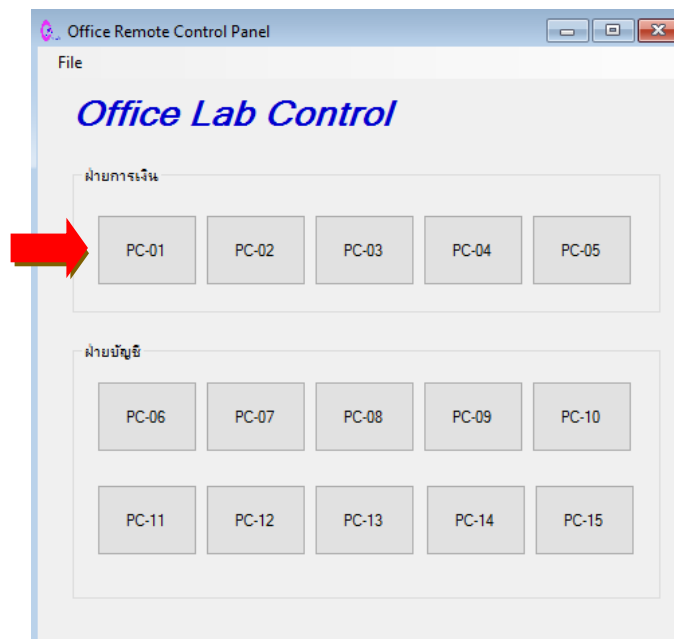 Office Remote Control Panel
File
Office Lab Control
ฝ่ายการเงิน
PC-01 PC-02 PC-03 PC-04 PC-05
ฝ่ายบัญชี
PC-06 PC-07 PC-08 PC-09 PC-10
PC-11 PC-12 PC-13 PC-14 PC-15